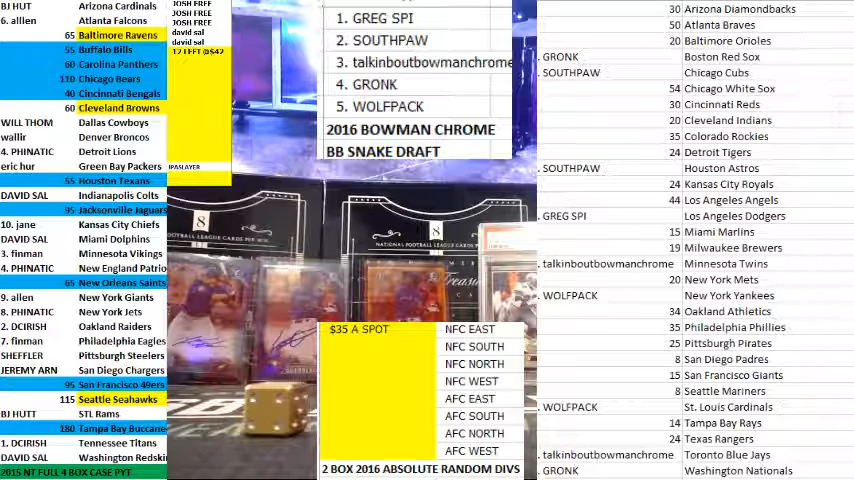 BJ HUT Arizona Cardinals
6. alllen Atlanta Falcons
65 Baltimore Ravens
55 Buffalo Bills
60 Carolina Panthers
110 Chicago Bears
40 Cincinnati Bengals
60 Cleveland Browns
WILL THOM Dallas Cowboys
wallir Denver Broncos
4. PHINATIC Detroit Lions
eric hur Green Bay Packers
55 Houston Texans
DAVID SAL Indianapolis Colts
95 Jacksonville Jaguars
10. jane Kansas City Chiefs
DAVID SAL Miami Dolphins
3. finman Minnesota Vikings
4. PHINATIC New England Patrio
65 New Orleans Saints
9. allen New York Giants
8. PHINATIC New York Jets
2. DCIRISH Oakland Raiders
7. finman Philadelphia Eagles
SHEFFLER Pittsburgh Steelers
JEREMY ARN San Diego Chargers
95 San Francisco 49ers
115 Seattle Seahawks
BJ HUTT STL Rams
180 Tampa Bay Buccane
1. DCIRISH Tennessee Titans
DAVID SAL Washington Redskin
2015 NT FULL 4 BOX CASE PYT
JOSH FREE
JOSH FREE
JOSH FREE
david sal
david sal
12 LEFT @$42
IPASLAYER
1. GREG SPI
2. SOUTHPAW
3. talkinboutbowmanchrome
4. GRONK
5. WOLFPACK
2016 BOWMAN CHROME
BB SNAKE DRAFT
8
8
$35 A SPOT NFC EAST
NFC SOUTH
NFC NORTH
NFC WEST
AFC EAST
AFC SOUTH
AFC NORTH
AFC WEST
2 BOX 2016 ABSOLUTE RANDOM DIVS
30 Arizona Diamondbacks
50 Atlanta Braves
20 Baltimore Orioles
. GRONK Boston Red Sox
. SOUTHPAW Chicago Cubs
54 Chicago White Sox
30 Cincinnati Reds
20 Cleveland Indians
35 Colorado Rockies
24 Detroit Tigers
. SOUTHPAW Houston Astros
24 Kansas City Royals
44 Los Angeles Angels
. GREG SPI Los Angeles Dodgers
15 Miami Marlins
19 Milwaukee Brewers
. talkinboutbowmanchrome Minnesota Twins
20 New York Mets
. WOLFPACK New York Yankees
34 Oakland Athletics
35 Philadelphia Phillies
25 Pittsburgh Pirates
8 San Diego Padres
15 San Francisco Giants
8 Seattle Mariners
. WOLFPACK St. Louis Cardinals
14 Tampa Bay Rays
24 Texas Rangers
. talkinboutbowmanchrome Toronto Blue Jays
. GRONK Washington Nationals